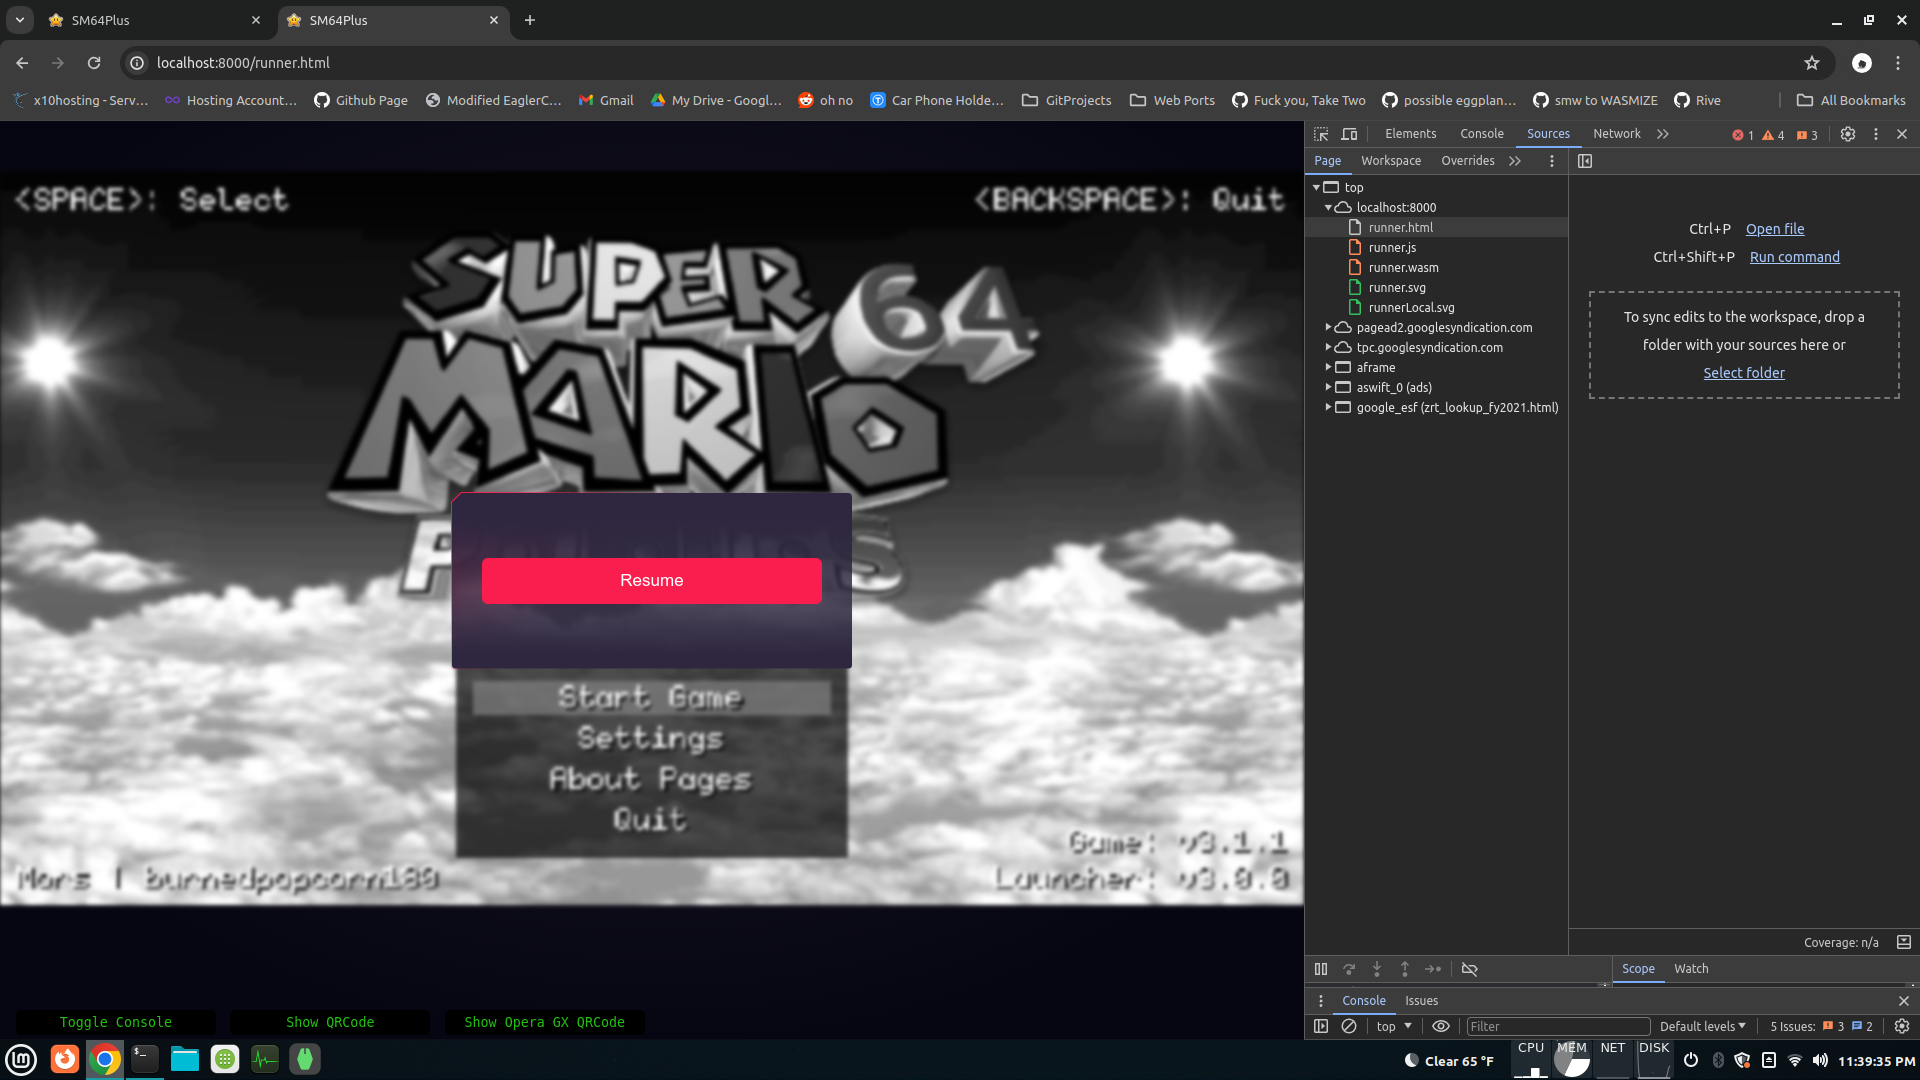 SM64Plus
SM64Plus
localhost:8000/runner.html
x10hosting - Serv...
Hosting Account...
Github Page
Modified EaglerC...
Gmail
My Drive - Googl...
oh no
Car Phone Holde...
GitProjects
Web Ports
Fuck you, Take Two
possible eggplan...
smw to WASMIZE
Rive
All Bookmarks
<SPACE>: Select
<BACKSPACE>: Quit
SUPER
MARIO
64
Resume
Start Game
Settings
About Pages
Quit
Game: v3.1.1
Mors | burnedpopcorn180
Launcher: v3.0.0
Toggle Console
Show QRCode
Show Opera GX QRCode
Elements
Console
Sources
Network
1
4
3
Page
Workspace
Overrides
top
localhost:8000
runner.html
runner.js
runner.wasm
runner.svg
runnerLocal.svg
pagead2.googlesyndication.com
tpc.googlesyndication.com
aframe
aswift_0 (ads)
google_esf (zrt_lookup_fy2021.html)
Ctrl+P Open file
Ctrl+Shift+P Run command
To sync edits to the workspace, drop a
folder with your sources here or
Select folder
Coverage: n/a
Scope
Watch
Console
Issues
top
Filter
Default levels
5 Issues:
3
2
Clear 65 °F
CPU
MEM
NET
DISK
11:39:35 PM